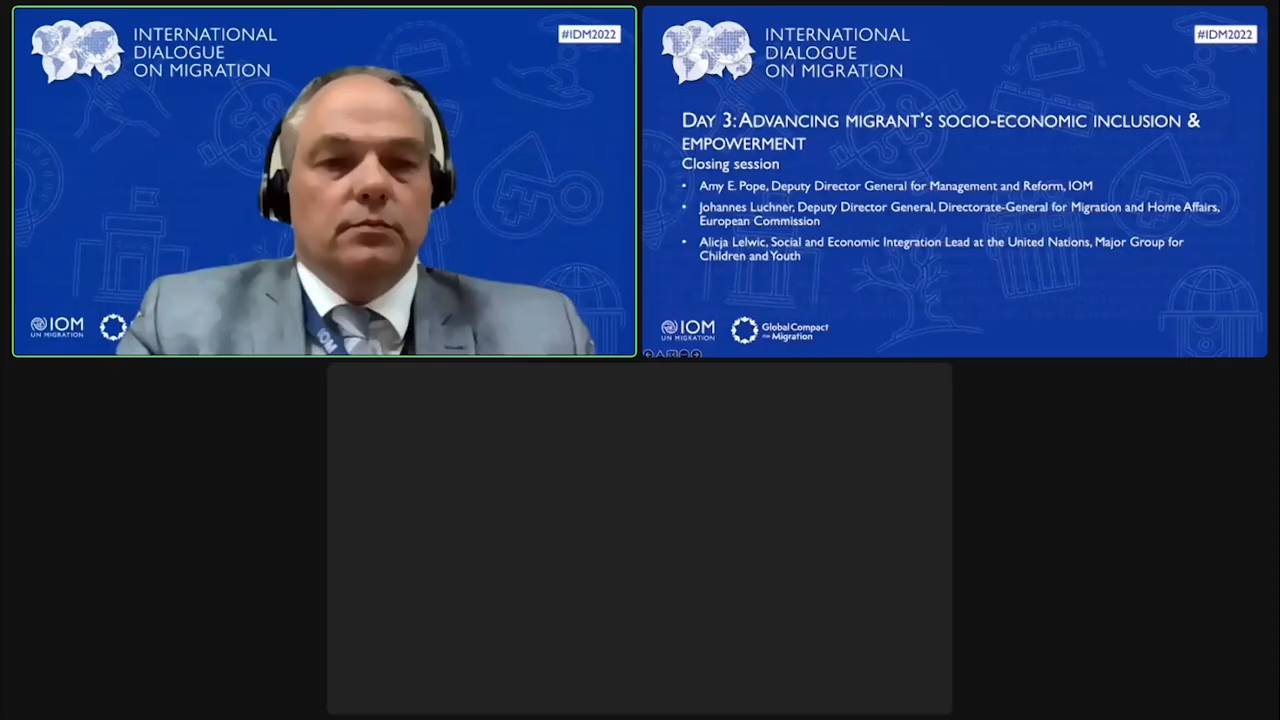 INTERNATIONAL
DIALOGUE
ON MIGRATION
#IDM2022
IOM
UN MIGRATION
IOM
INTERNATIONAL
DIALOGUE
ON MIGRATION
#IDM2022
DAY 3: ADVANCING MIGRANT'S SOCIO-ECONOMIC INCLUSION &
EMPOWERMENT
Closing session
• Amy E. Pope, Deputy Director General for Management and Reform, IOM
• Johannes Luchner, Deputy Director General, Directorate-General for Migration and Home Affairs,
European Commission
• Alicja Lelwic, Social and Economic Integration Lead at the United Nations, Major Group for
Children and Youth
IOM
UN MIGRATION
Global Compact
for Migration